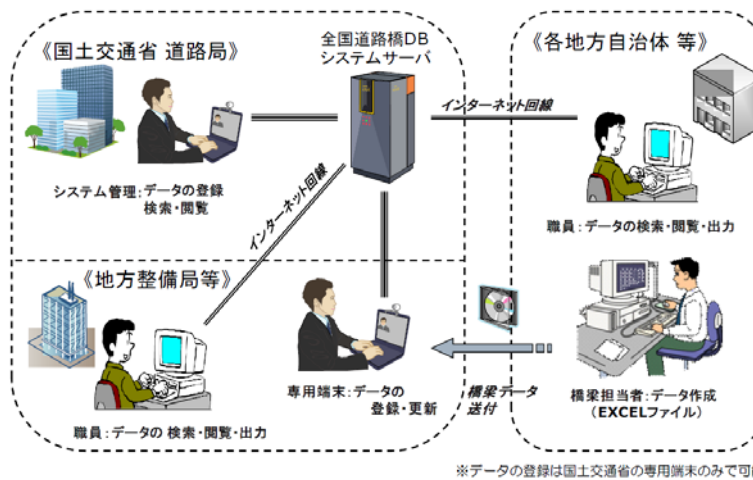 《国土交通省 道路局》
全国道路橋DB
システムサーバ
《各地方自治体 等》
インターネット回線
システム管理:データの登録
検索・閲覧
インターネット回線
職員:データの検索・閲覧・出力
《地方整備局等》
専用端末:データの
登録・更新
橋梁データ
送付
橋梁担当者:データ作成
(EXCELファイル)
職員:データの 検索・閲覧・出力
※データの登録は国土交通省の専用端末のみで可